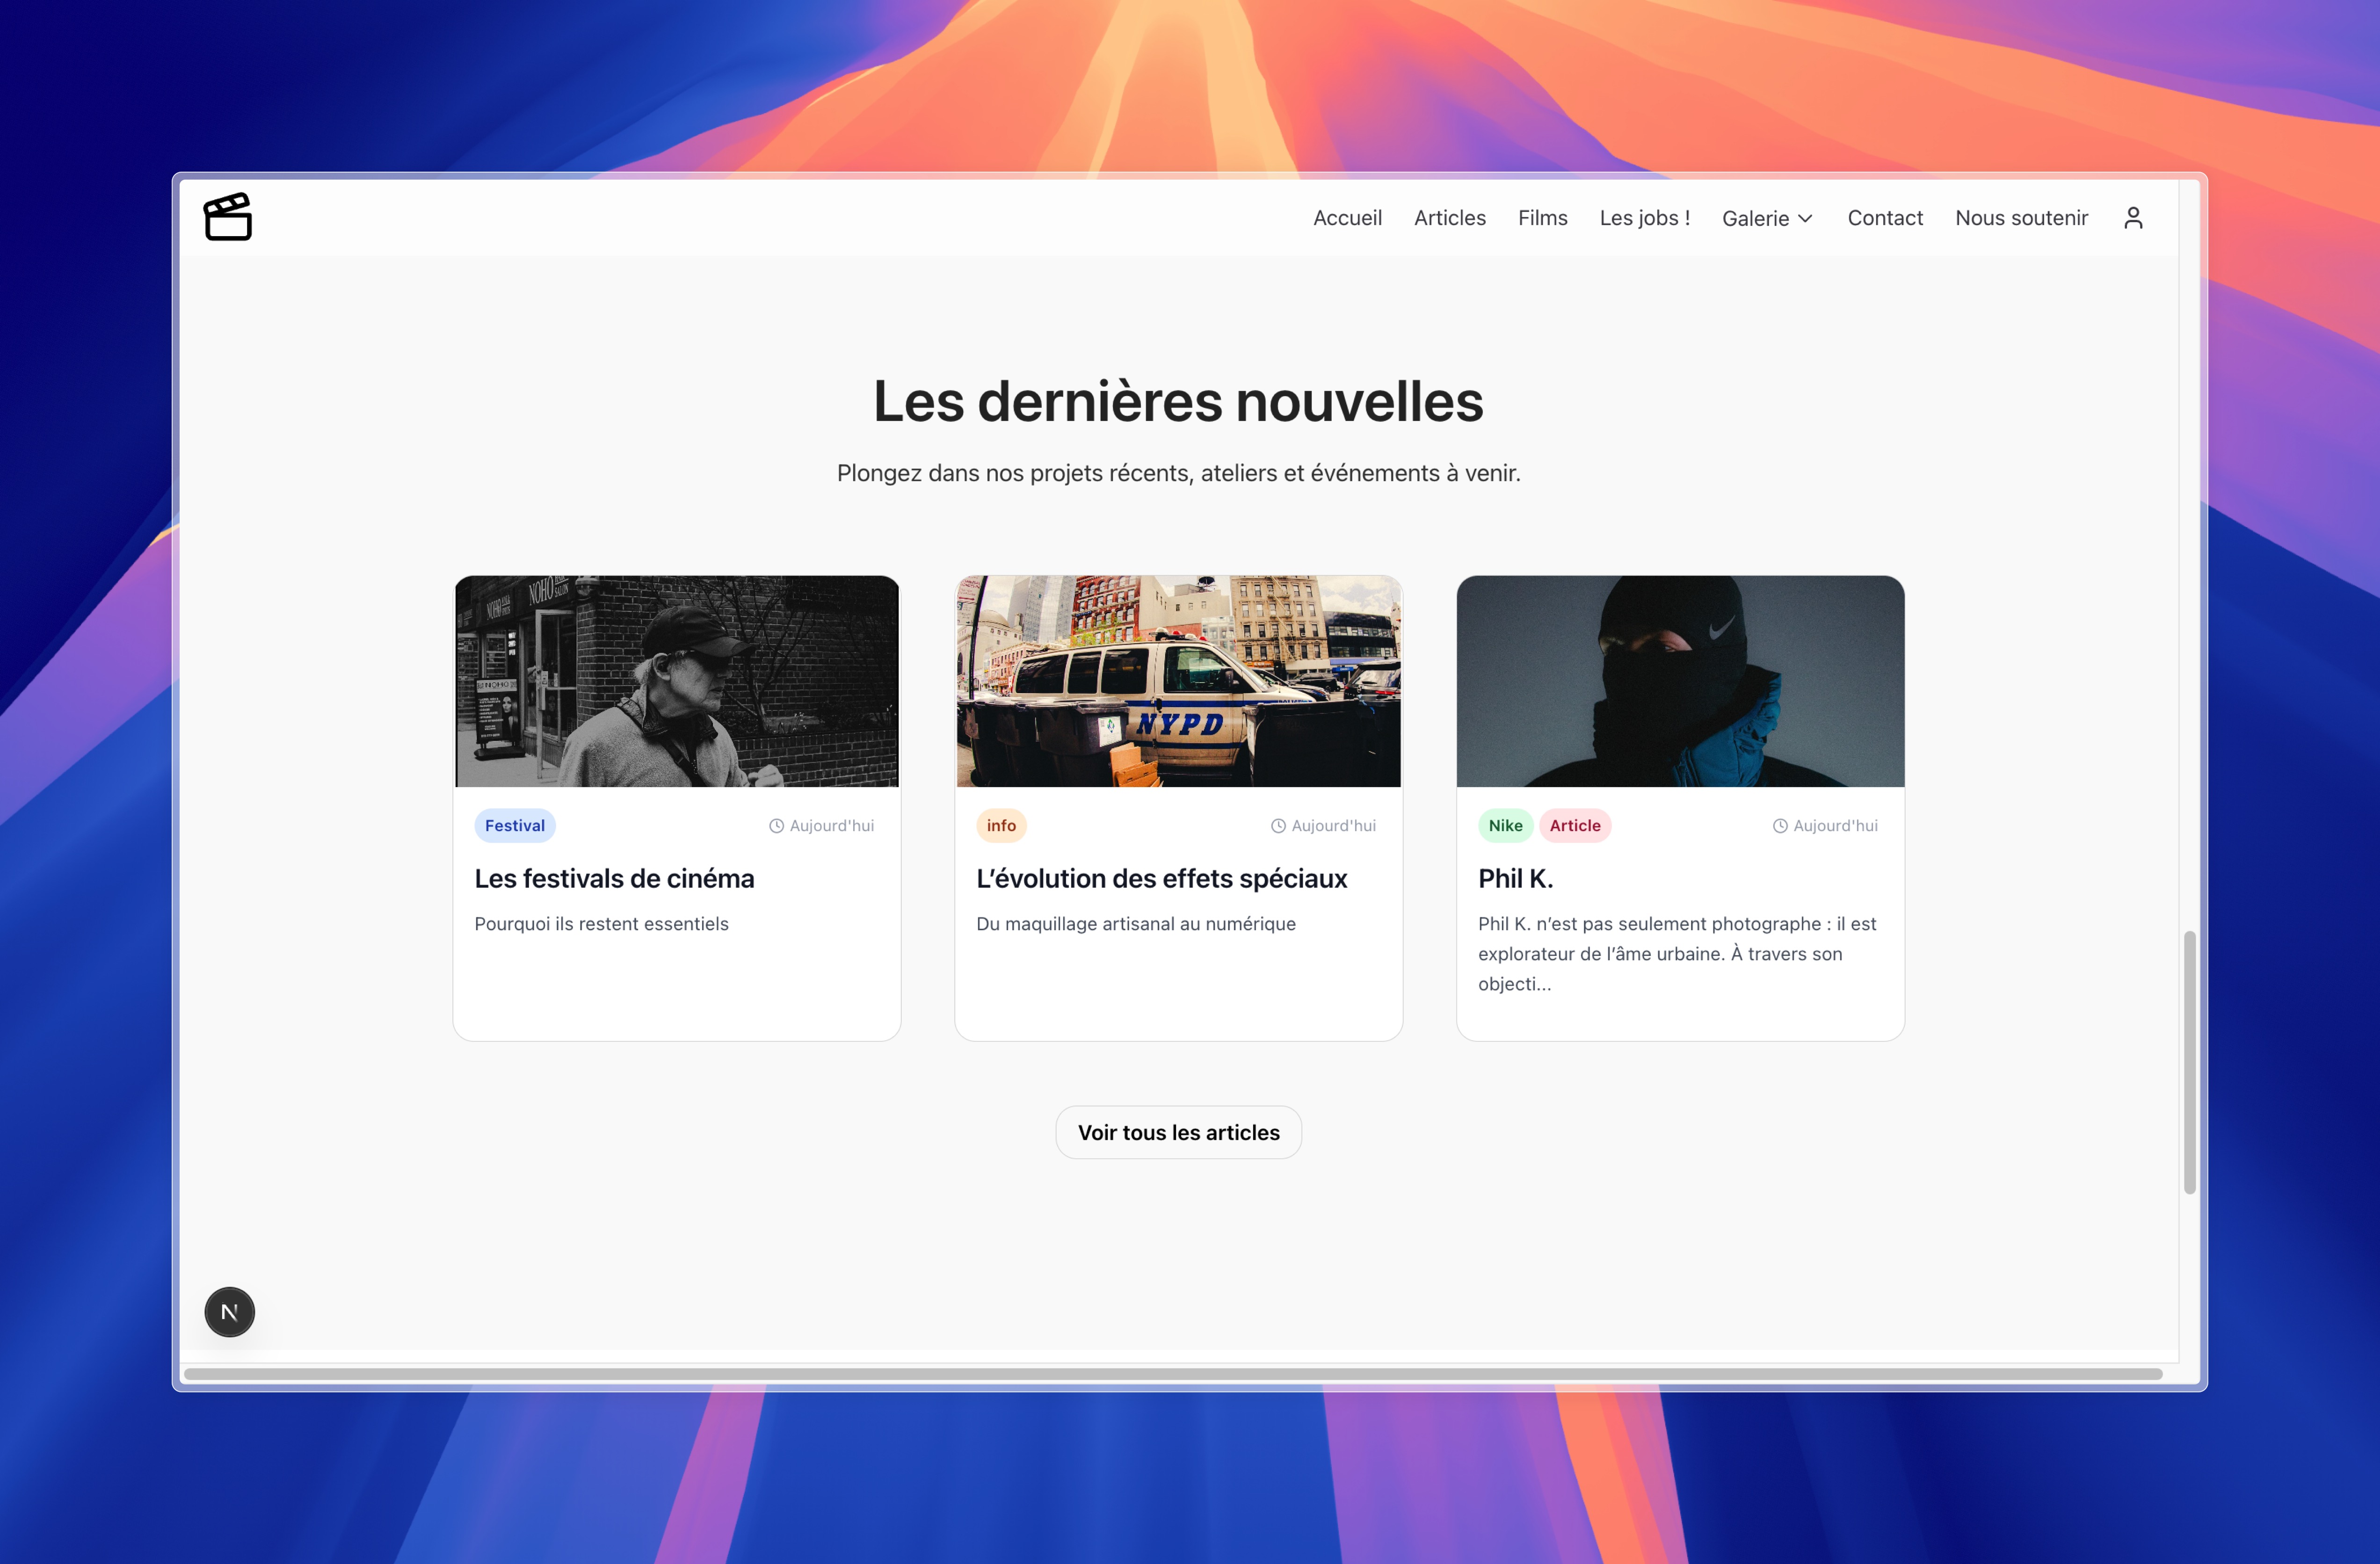 Accueil Articles Films Les jobs ! Galerie Contact Nous soutenir
Les dernières nouvelles
Plongez dans nos projets récents, ateliers et événements à venir.
NOHO
NOHO
SALON
NOHO
NYPD
Festival Aujourd'hui
Les festivals de cinéma
Pourquoi ils restent essentiels
info Aujourd'hui
L’évolution des effets spéciaux
Du maquillage artisanal au numérique
Nike Article Aujourd'hui
Phil K.
Phil K. n’est pas seulement photographe : il est
explorateur de l’âme urbaine. À travers son
objecti...
Voir tous les articles
N